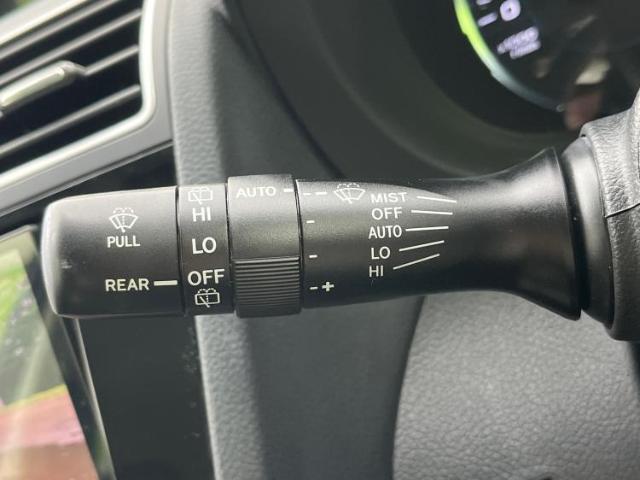 PULL
REAR
HI
LO
OFF
AUTO
- -
-
-
-+
MIST
OFF
AUTO
LO
HI